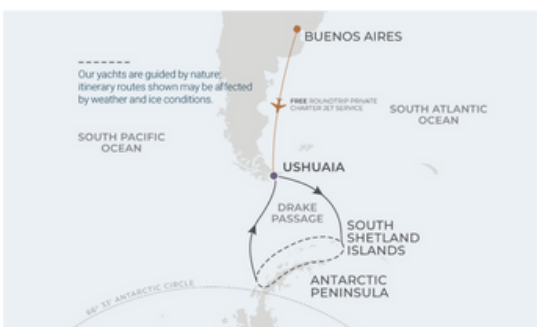 BUENOS AIRES
Our yachts are guided by nature;
itinerary routes shown may be affected
by weather and ice conditions.
FREE ROUNDTRIP PRIVATE
CHARTER JET SERVICE
SOUTH ATLANTIC
OCEAN
SOUTH PACIFIC
OCEAN
USHUAIA
DRAKE
PASSAGE
SOUTH
SHETLAND
ISLANDS
ANTARCTIC
PENINSULA
66° 33' ANTARCTIC CIRCLE